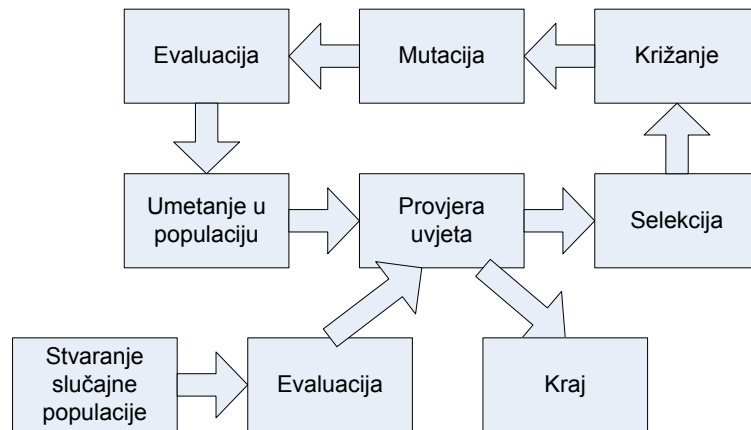 Evaluacija
Mutacija
Križanje
Umetanje u
populaciju
Provjera
uvjeta
Selekcija
Stvaranje
slučajne
populacije
Evaluacija
Kraj